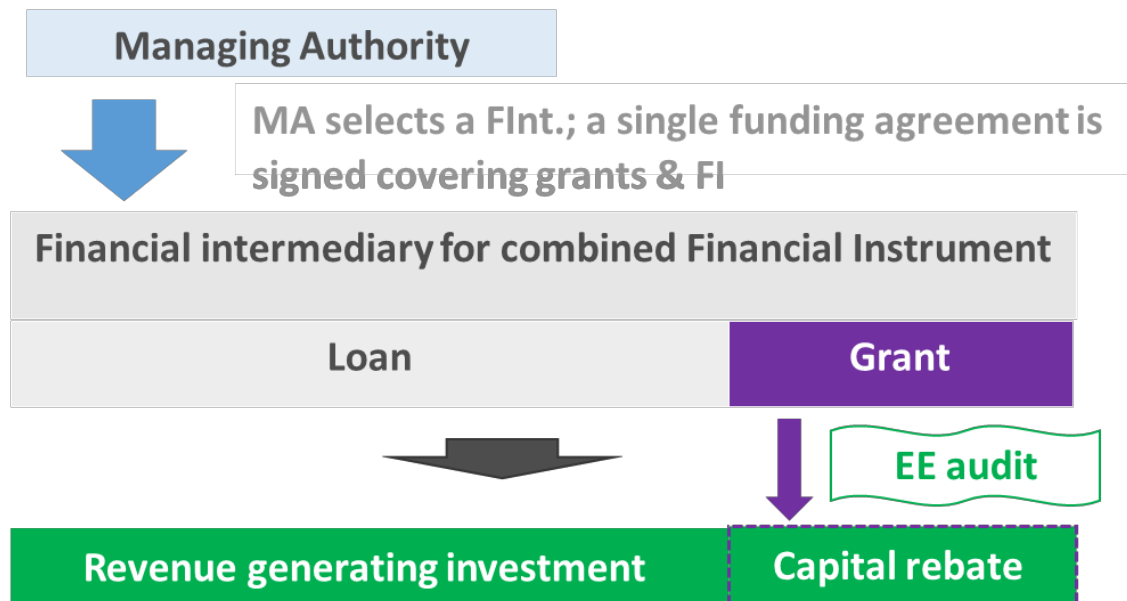 Managing Authority
MA selects a FInt.; a single funding agreement is
signed covering grants & FI
Financial intermediary for combined Financial Instrument
Loan
Grant
EE audit
Revenue generating investment
Capital rebate